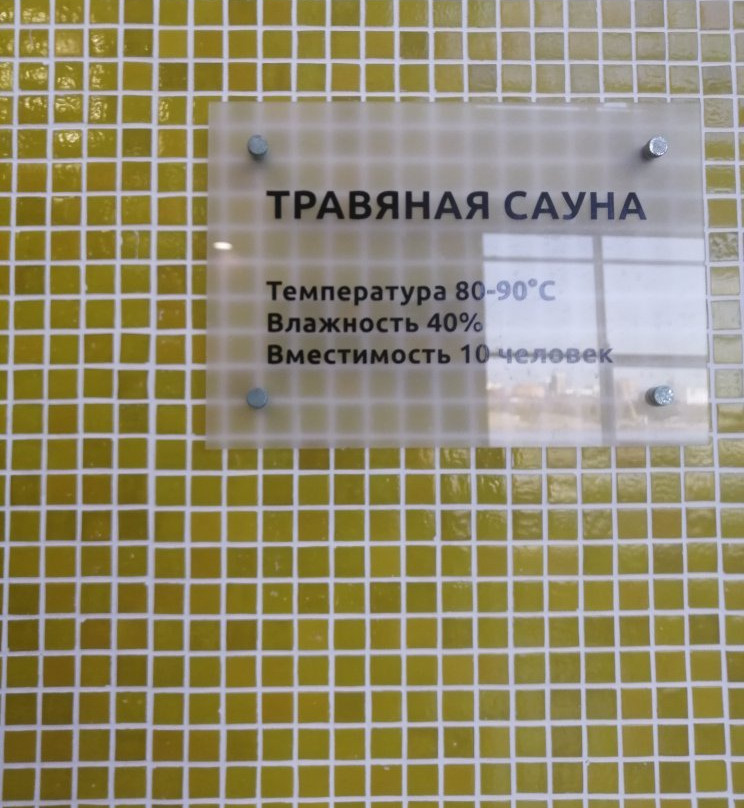 ТРАВЯНАЯ САУНА
Температура 80-90°C
Влажность 40%
Вместимость 10 человек